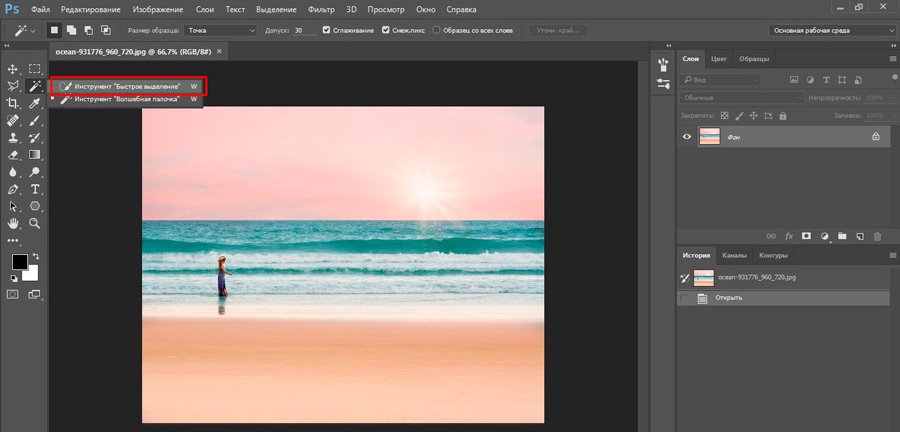 Ps Файл Редактирование Изображение Слои Текст Выделение Фильтр 3D Просмотр Окно Справка
Размер образца: Точка Допуск: 30 Сглаживание Смеж.пикс Образец со всех слоев Уточн. край... Основная рабочая среда
ocean-931776_960_720.jpg @ 66,7% (RGB/8#) ×
Инструмент "Быстрое выделение" W
Инструмент "Волшебная палочка" W
T
Слои Цвет Образцы
Вид
T
Обычные Непрозрачность: 100%
Закрепить: Заливка: 100%
Фон
fx
История Каналы Контуры
ocean-931776_960_720.jpg
Открыть